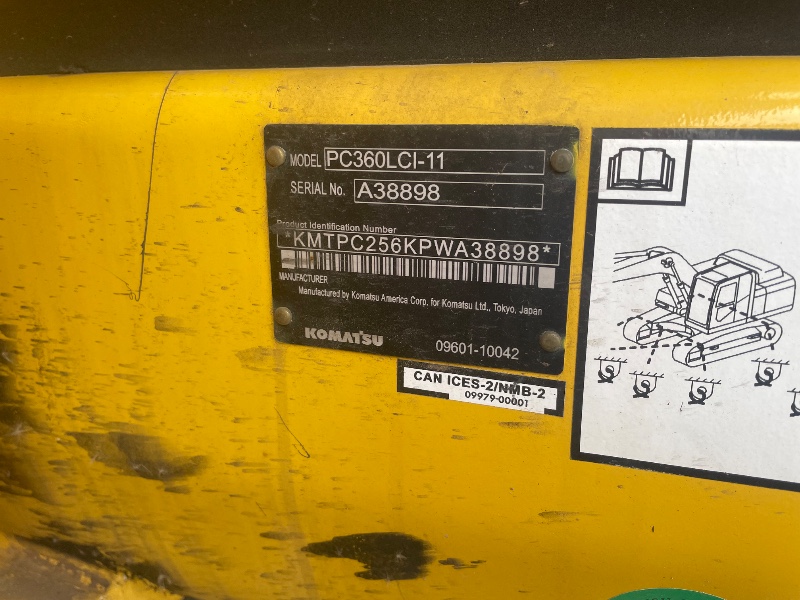 MODEL PC360LCI-11
SERIAL No. A38898
Product Identification Number
*KMTPC256KPWA38898*
MANUFACTURER
Manufactured by Komatsu America Corp. for Komatsu Ltd., Tokyo, Japan
KOMATSU 09601-10042
CAN ICES-2/NMB-2
09979-00001